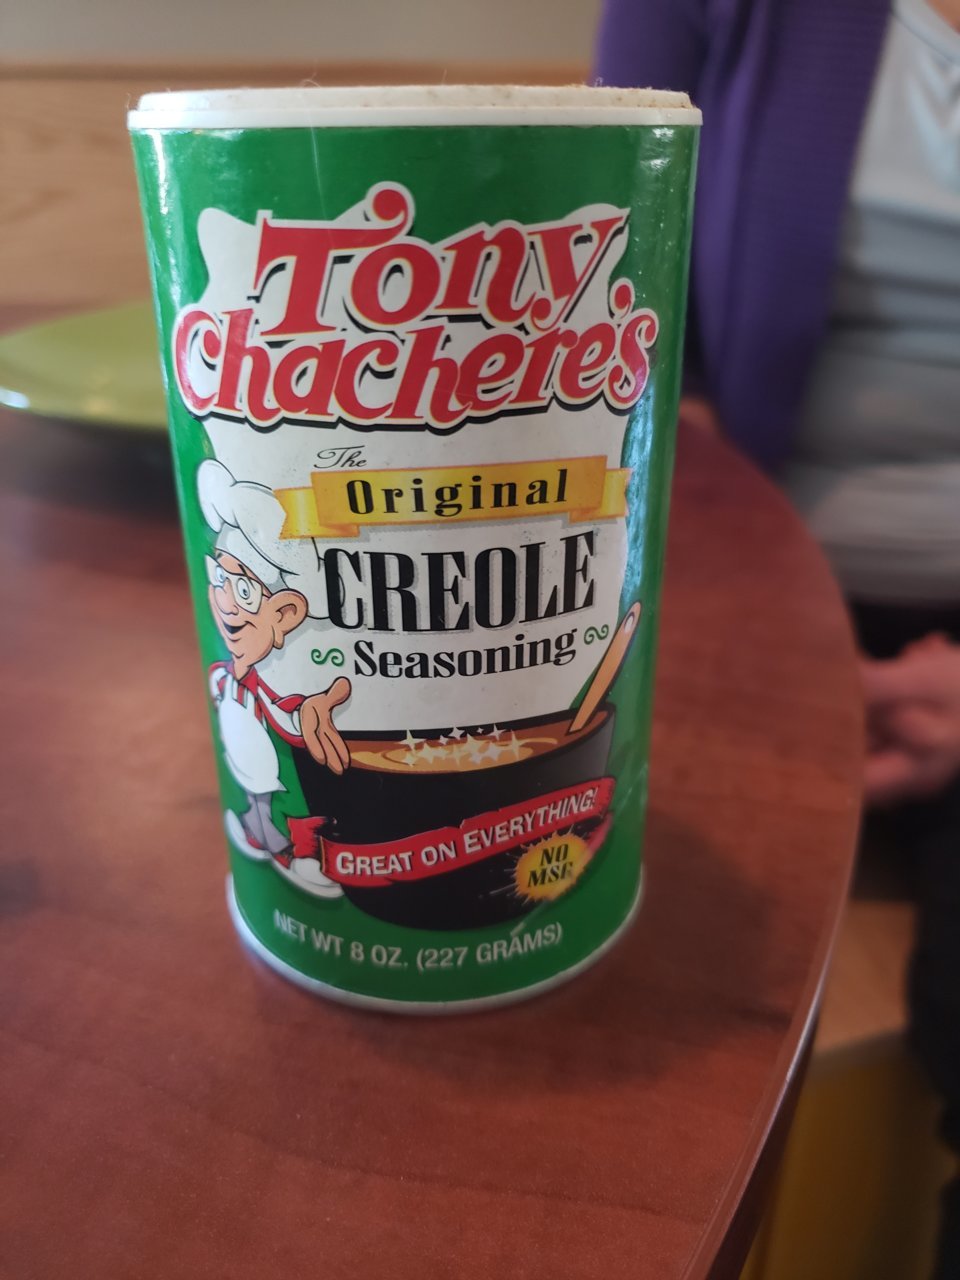 Tony
Chachere's
The
Original
CREOLE
Seasoning
GREAT ON EVERYTHING!
NO
MSG
NET WT 8 OZ. (227 GRAMS)